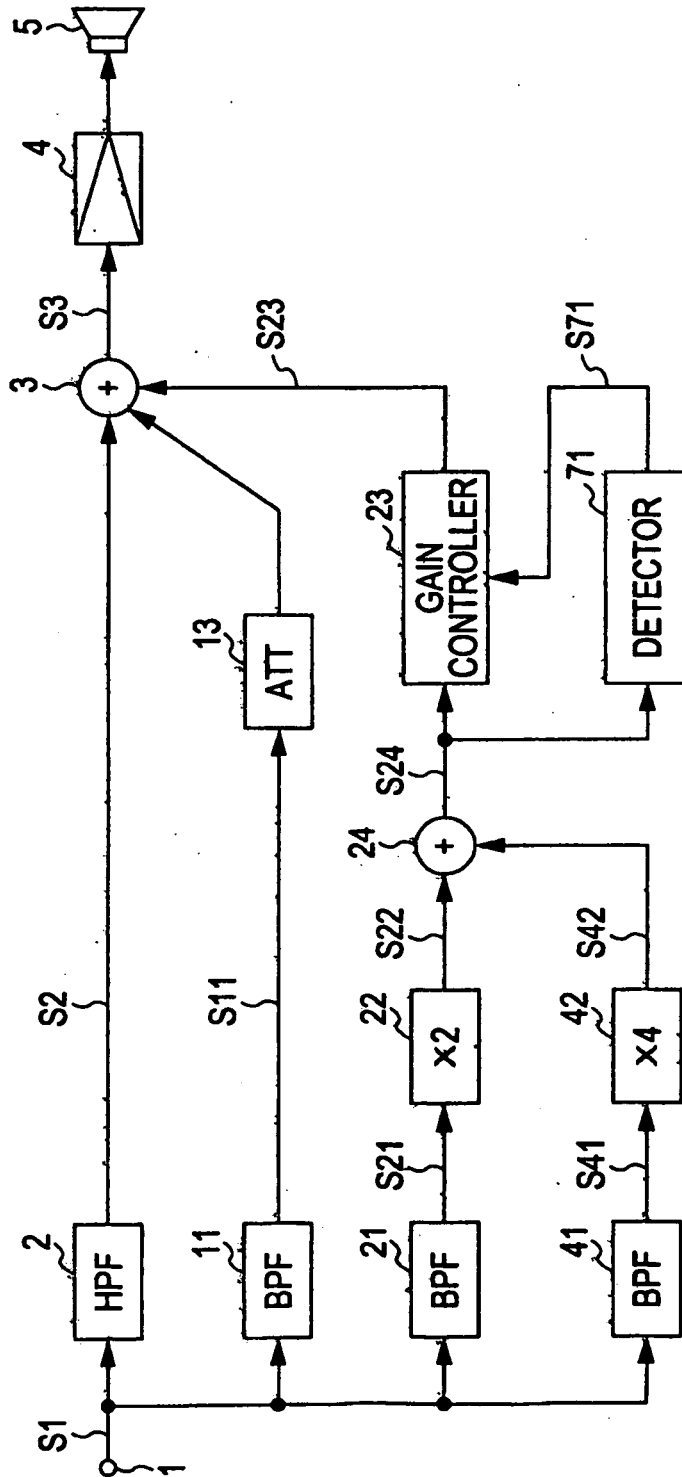 1
S1
2
HPF
S2
3
+
S3
4
5
11
BPF
S11
13
ATT
S23
21
BPF
S21
22
×2
S22
24
+
S24
23
GAIN
CONTROLLER
S71
41
BPF
S41
42
×4
S42
71
DETECTOR